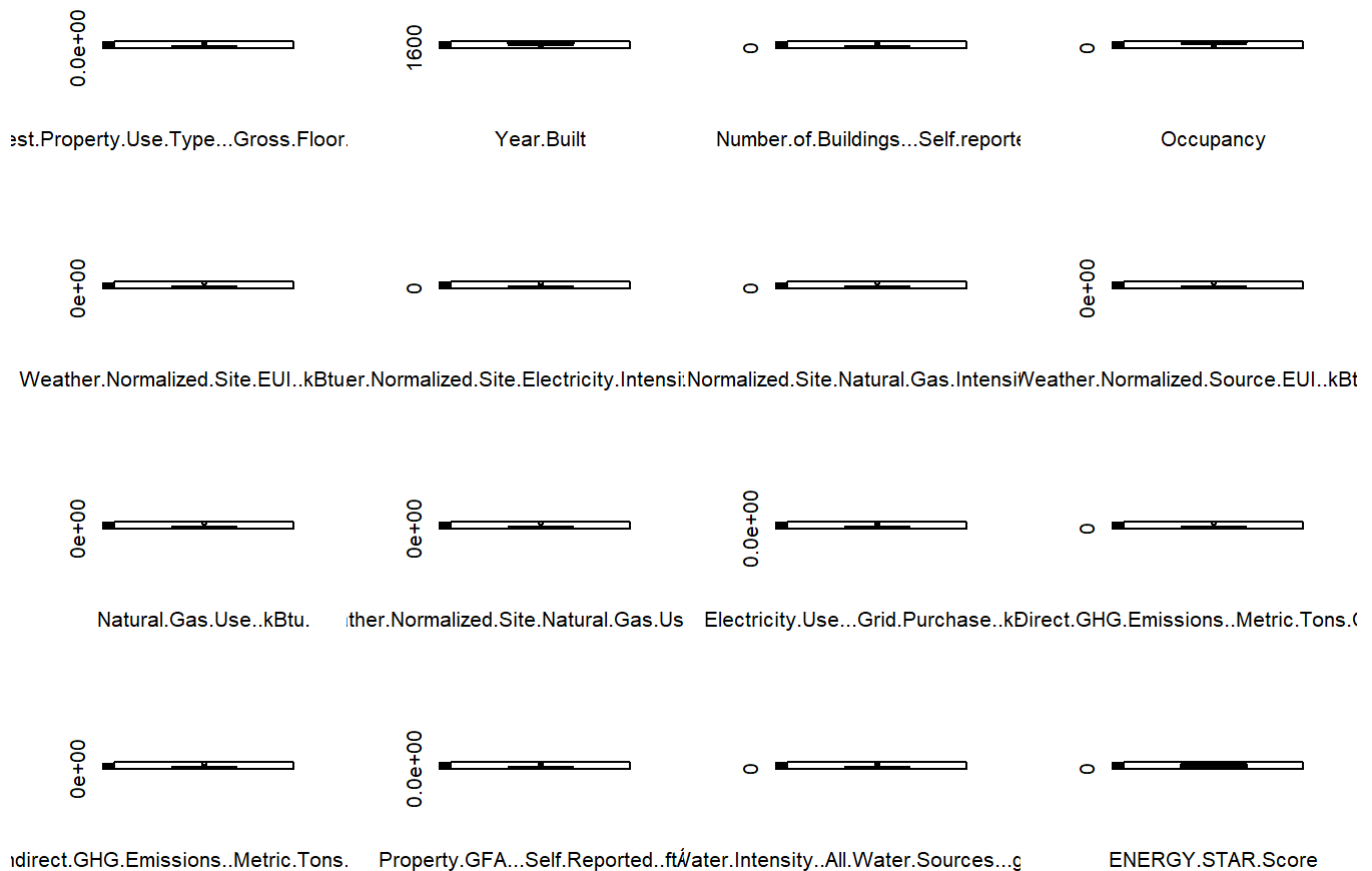 0.0e+00 1600 0 0
est.Property.Use.Type...Gross.Floor. Year.Built Number.of.Buildings...Self.reporte Occupancy
0e+00 0 0 0e+00
Weather.Normalized.Site.EUI..kBtuer.Normalized.Site.Electricity.Intensi.Normalized.Site.Natural.Gas.Intensi Weather.Normalized.Source.EUI..kBt
0e+00 0e+00 0.0e+00 0
Natural.Gas.Use..kBtu. ther.Normalized.Site.Natural.Gas.Us Electricity.Use...Grid.Purchase..kDirect.GHG.Emissions..Metric.Tons.C
0e+00 0.0e+00 0 0
ndirect.GHG.Emissions..Metric.Tons. Property.GFA...Self.Reported..ft Water.Intensity..All.Water.Sources...g ENERGY.STAR.Score